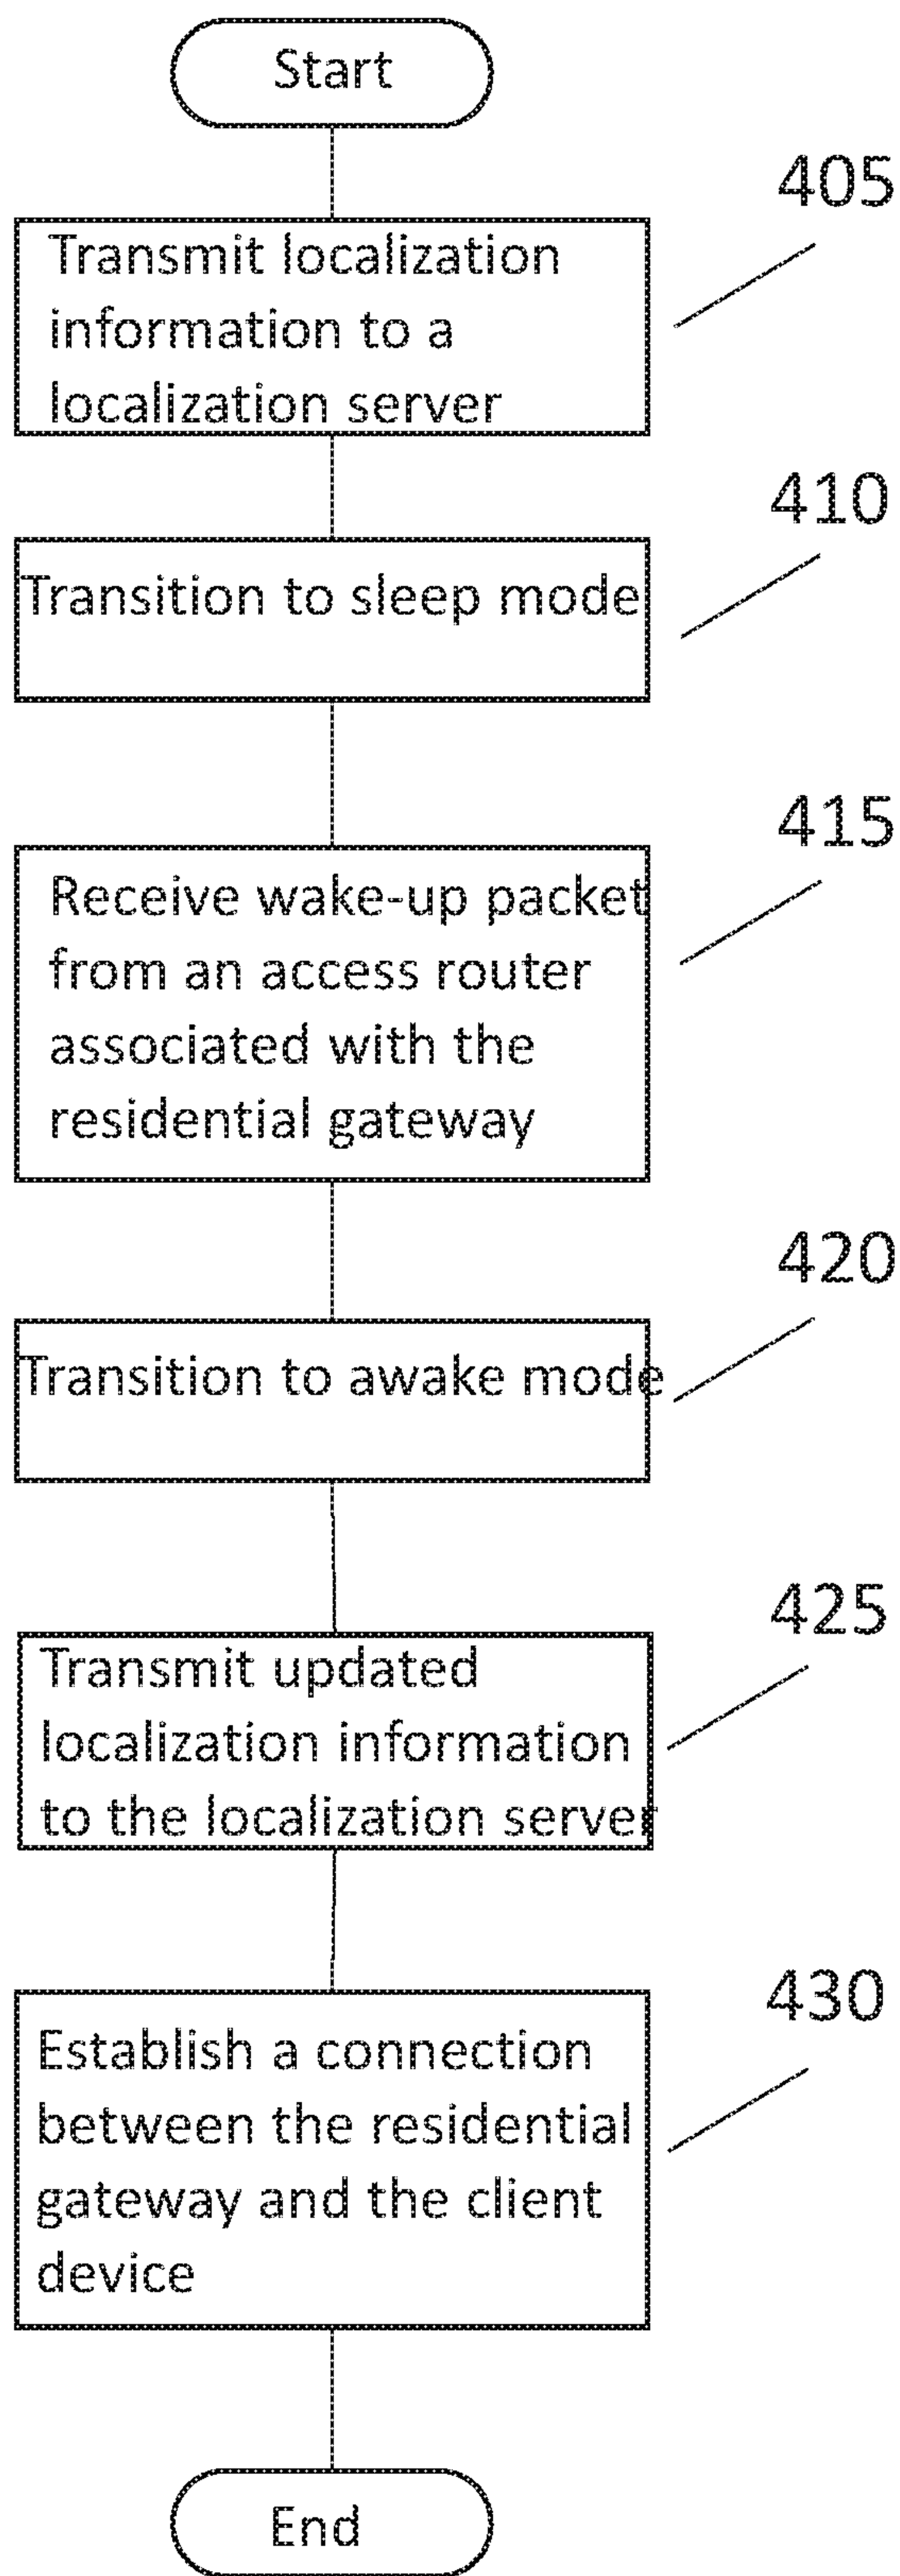 Start
405
Transmit localization
information to a
localization server
410
Transition to sleep mode
415
Receive wake-up packet
from an access router
associated with the
residential gateway
420
Transition to awake mode
425
Transmit updated
localization information
to the localization server
430
Establish a connection
between the residential
gateway and the client
device
End